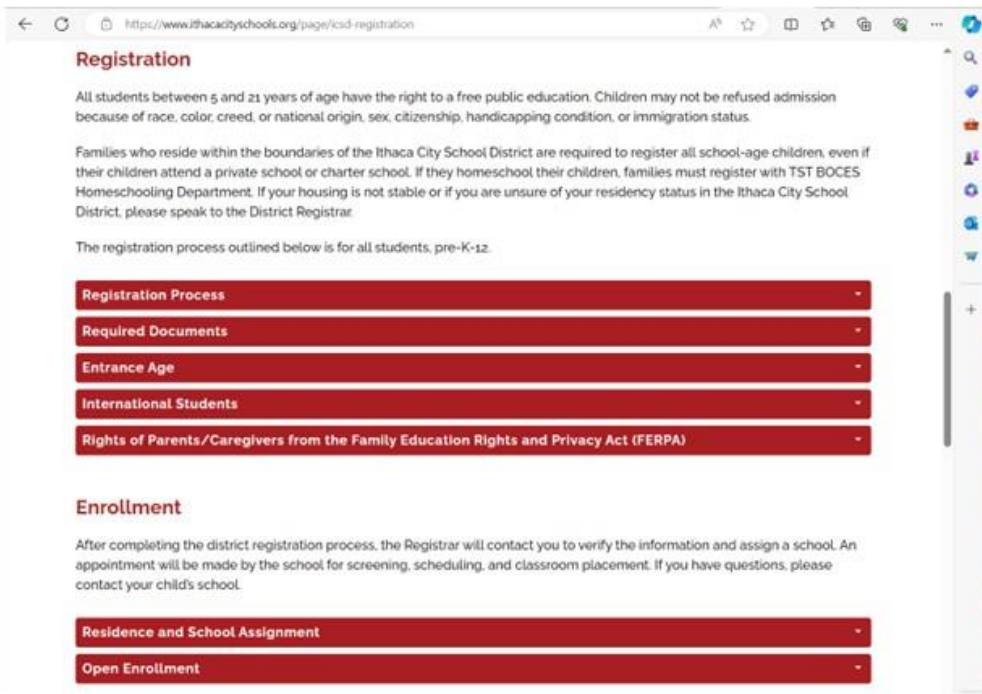 https://www.ithacacityschools.org/page/icsd-registration
Registration
All students between 5 and 21 years of age have the right to a free public education. Children may not be refused admission
because of race, color, creed, or national origin, sex, citizenship, handicapping condition, or immigration status.
Families who reside within the boundaries of the Ithaca City School District are required to register all school-age children, even if
their children attend a private school or charter school. If they homeschool their children, families must register with TST BOCES
Homeschooling Department. If your housing is not stable or if you are unsure of your residency status in the Ithaca City School
District, please speak to the District Registrar.
The registration process outlined below is for all students, pre-K-12.
Registration Process
Required Documents
Entrance Age
International Students
Rights of Parents/Caregivers from the Family Education Rights and Privacy Act (FERPA)
Enrollment
After completing the district registration process, the Registrar will contact you to verify the information and assign a school. An
appointment will be made by the school for screening, scheduling, and classroom placement. If you have questions, please
contact your child's school.
Residence and School Assignment
Open Enrollment